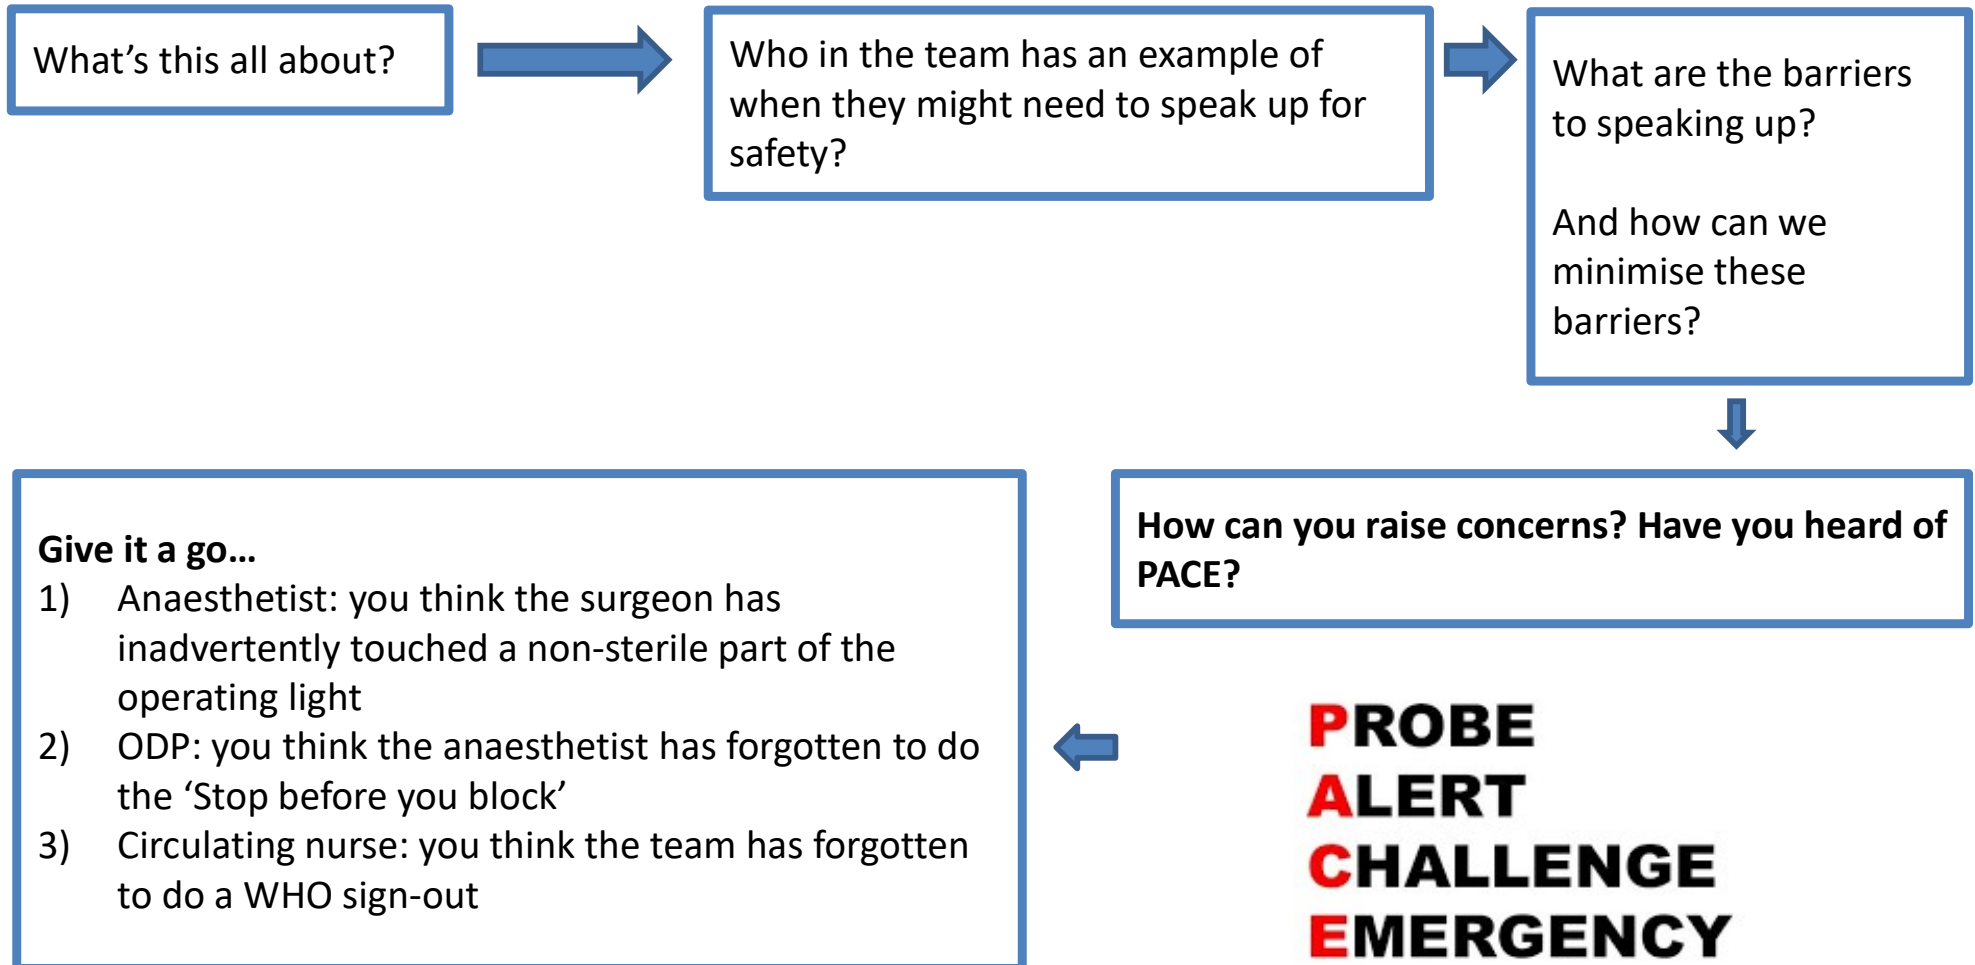 What’s this all about?
Who in the team has an example of
when they might need to speak up for
safety?
What are the barriers
to speaking up?
And how can we
minimise these
barriers?
How can you raise concerns? Have you heard of
PACE?
PROBE
ALERT
CHALLENGE
EMERGENCY
Give it a go…
1) Anaesthetist: you think the surgeon has
inadvertently touched a non-sterile part of the
operating light
2) ODP: you think the anaesthetist has forgotten to do
the ‘Stop before you block’
3) Circulating nurse: you think the team has forgotten
to do a WHO sign-out